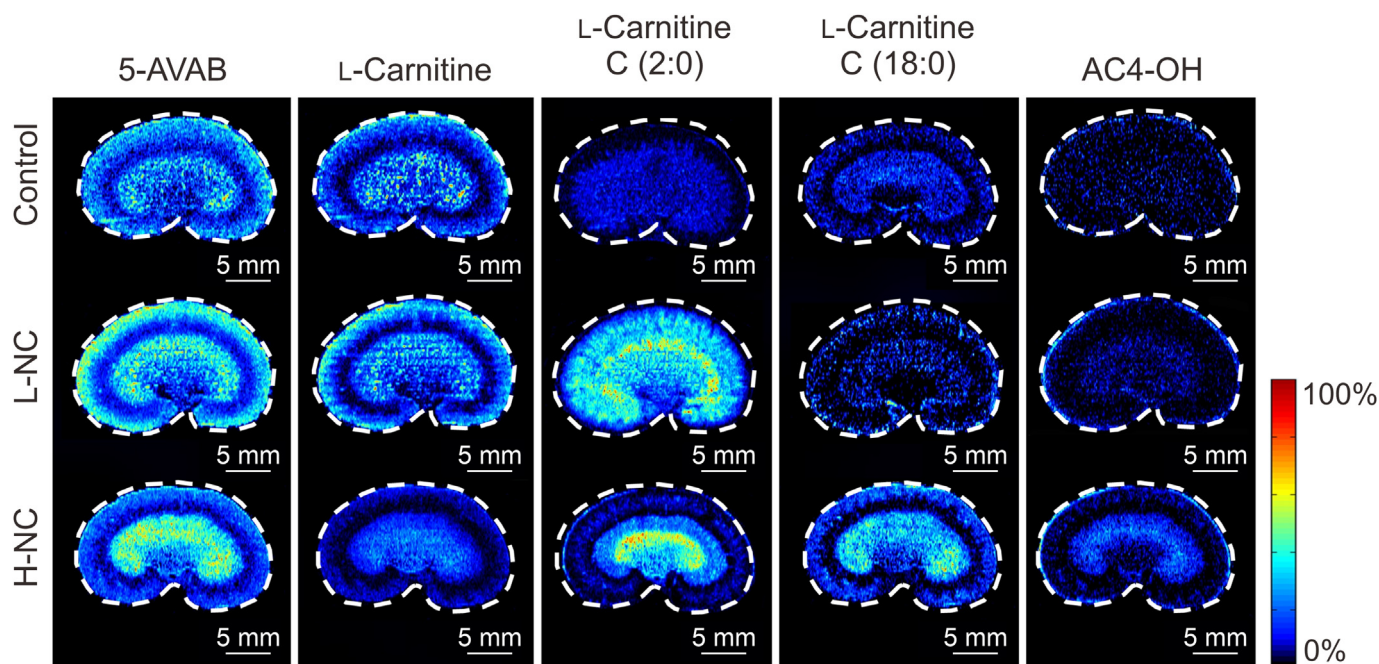 5-AVAB
L-Carnitine
L-Carnitine
C (2:0)
L-Carnitine
C (18:0)
AC4-OH
Control
5 mm
5 mm
5 mm
5 mm
5 mm
L-NC
5 mm
5 mm
5 mm
5 mm
5 mm
H-NC
5 mm
5 mm
5 mm
5 mm
5 mm
100%
0%